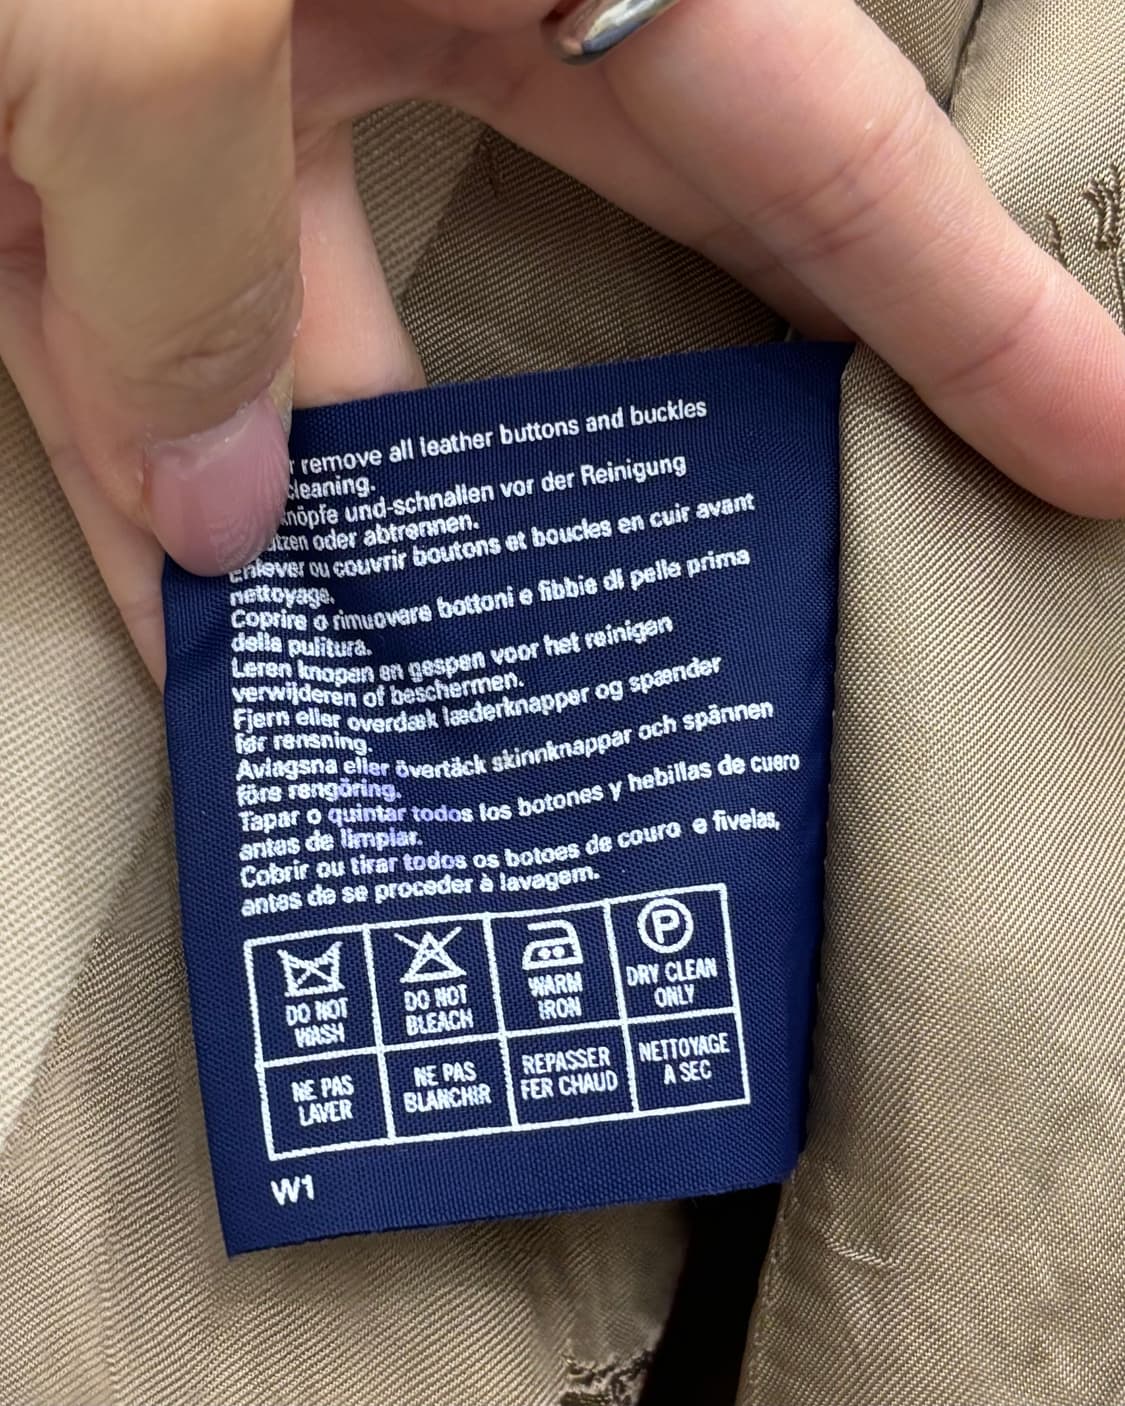 remove all leather buttons and buckles
cleaning.
und-schnallen vor der Reinigung
oder abtrennen.
Enlever ou couvrir boutons et boucles en cuir avant
nettoyage.
Coprire o rimuovere bottoni e fibbie di pelle prima
della pulitura.
Leren knopen en gespen voor het reinigen
verwijderen of beschermen.
Fjern eller overdæk læderknapper og spænder
før rensning.
Avlagsna eller övertäck skinnknappar och spännen
före rengöring.
Tapar o quintar todos los botones y hebillas de cuero
antes de limpiar.
Cobrir ou tirar todos os botoes de couro e fivelas,
antes de se proceder à lavagem.
DO NOT
WASH
DO NOT
BLEACH
WARM
IRON
P
DRY CLEAN
ONLY
NE PAS
LAVER
NE PAS
BLANCHIR
REPASSER
FER CHAUD
NETTOYAGE
A SEC
W1